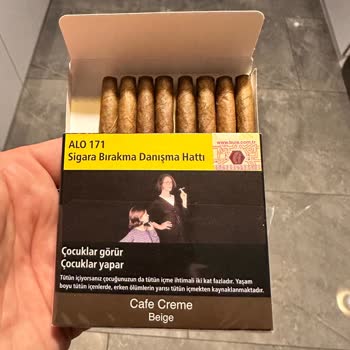 ALO 171
Sigara Bırakma Danışma Hattı
Çocuklar görür
Çocuklar yapar
Tütün içiyorsanız çocuğunuzun da tütün içme ihtimali iki kat fazladır. Yaşam
boyu tütün içenlerde, erken ölümlerin yarısı tütün içmekten kaynaklanmaktadır.
Cafe Creme
Beige